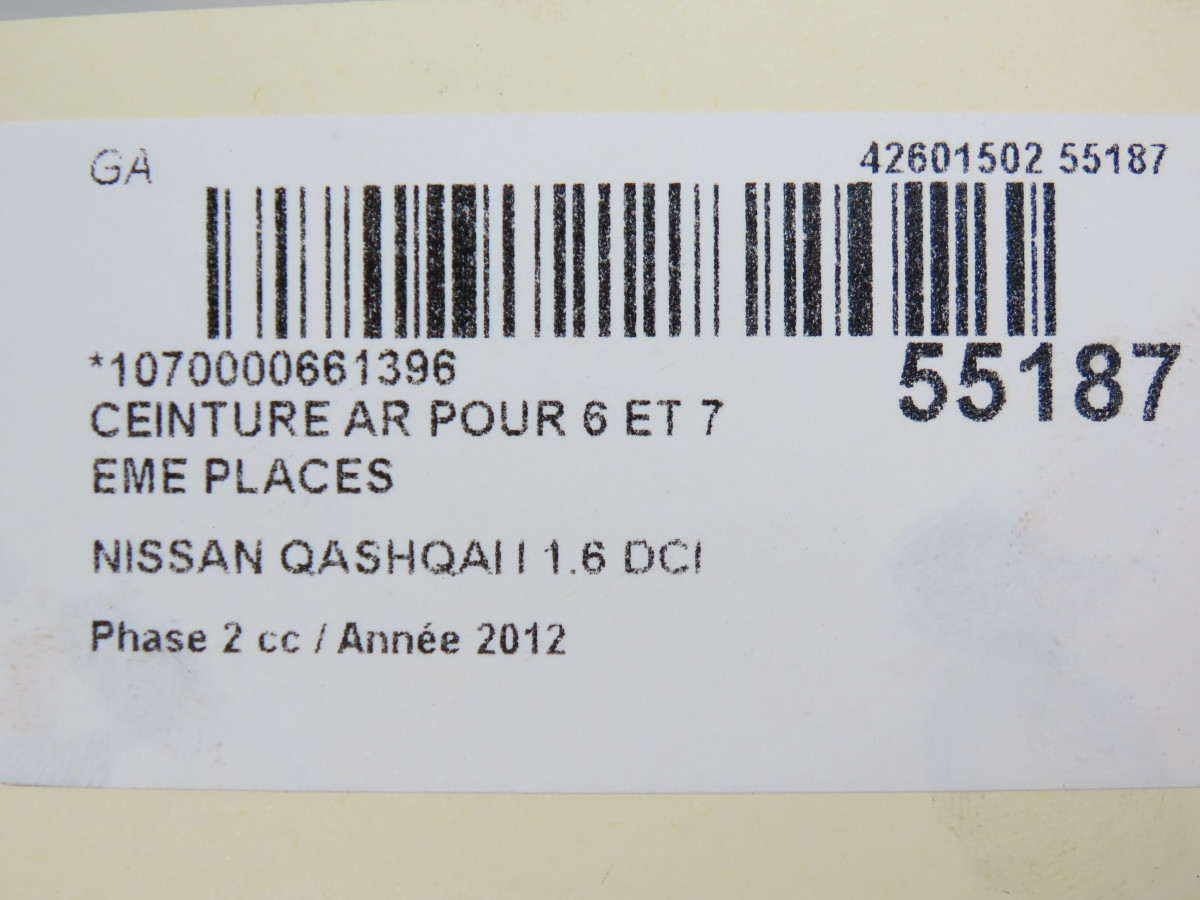 GA
42601502 55187
*1070000661396
55187
CEINTURE AR POUR 6 ET 7
EME PLACES
NISSAN QASHQAI I 1.6 DCI
Phase 2 cc / Année 2012